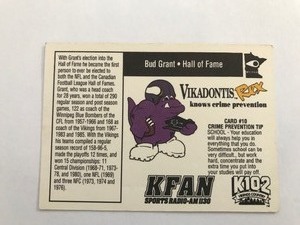 Bud Grant • Hall of Fame
With Grant's election into the
Hall of Fame he became the first
person to ever be elected to
both the NFL and the Canadian
Football League Hall of Fames.
Grant, who was a head coach
for 28 years, won a total of 290
regular season and post season
games, 122 as coach of the
Winnipeg Blue Bombers of the
CFL from 1957-1966 and 168 as
coach of the Vikings from 1967-
1983 and 1985. With the Vikings
his teams compiled a regular
season record of 158-96-5,
made the playoffs 12 times, and
won 15 championships: 11
Central Division (1968-71, 1973-
78, and 1980), one NFL (1969)
and three NFC (1973, 1974 and
1976).
VIKADONTIS REX
knows crime prevention
CARD #10
CRIME PREVENTION TIP
SCHOOL - Your education
will always be with you in
everything that you do.
Sometimes school can be
very difficult, but work
hard, concentrate and the
extra time you put into
your studies will pay off.
KFAN
SPORTS RADIO-AM 1130
K102